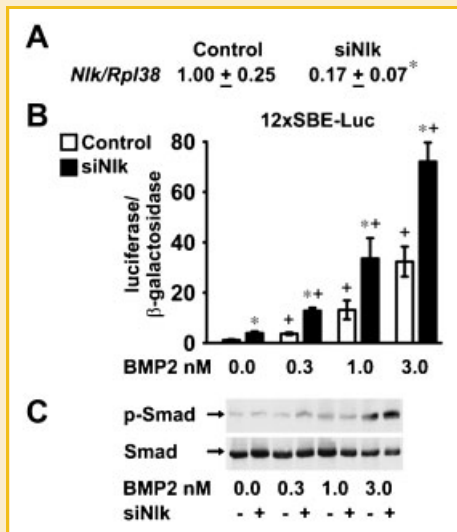 A
Control siNlk
Nlk/Rpl38 1.00 ± 0.25 0.17 ± 0.07*
B
12xSBE-Luc
Control
siNlk
luciferase/
β-galactosidase
80
60
40
20
0
* + *+ + *+ + *+
BMP2 nM 0.0 0.3 1.0 3.0
C
p-Smad
Smad
BMP2 nM 0.0 0.3 1.0 3.0
siNlk - + - + - + - +